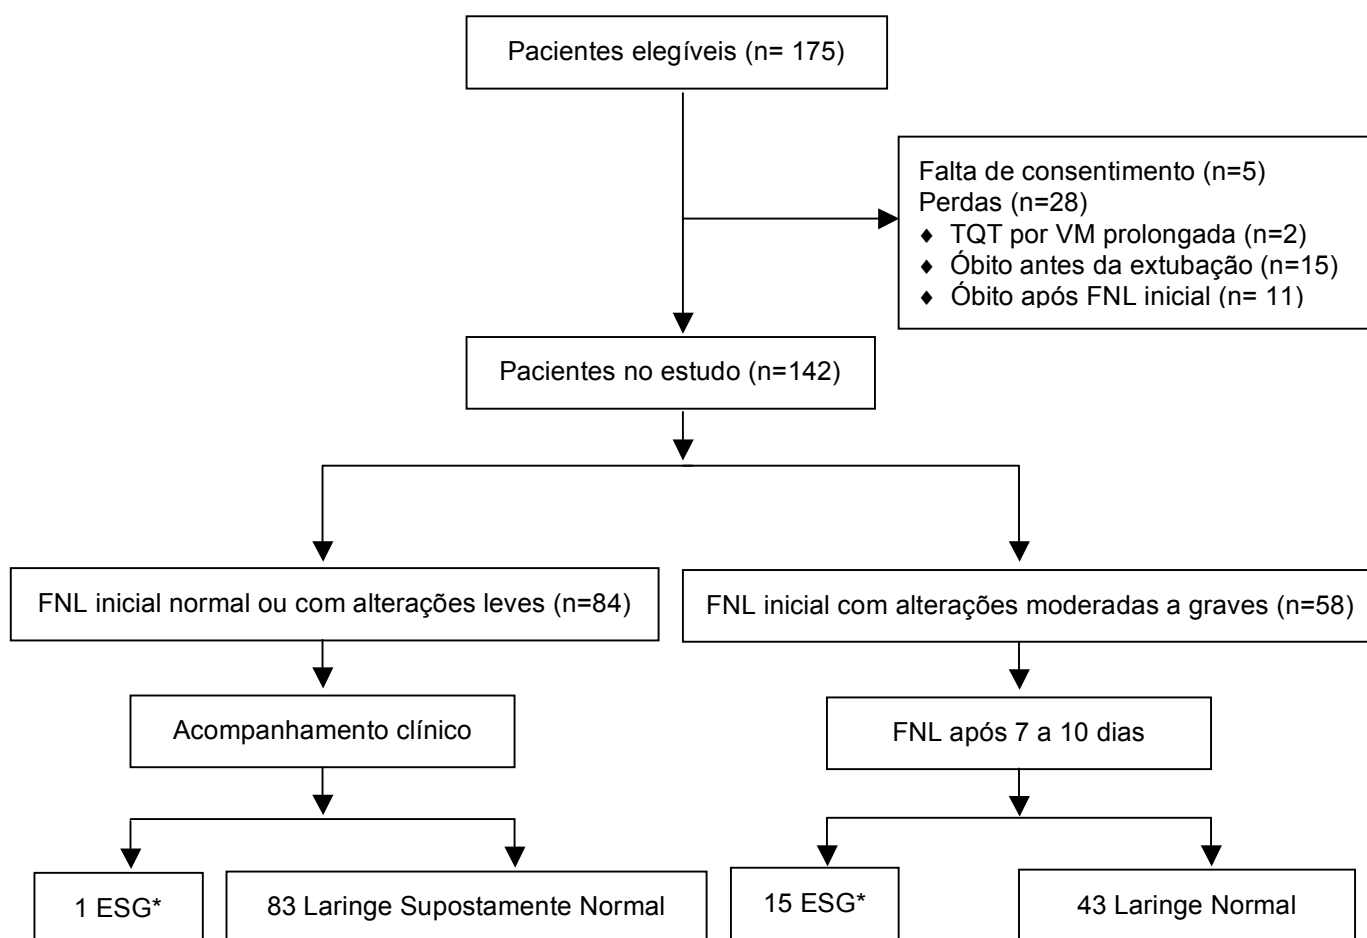 Pacientes elegíveis (n= 175)
Falta de consentimento (n=5)
Perdas (n=28)
♦ TQT por VM prolongada (n=2)
♦ Óbito antes da extubação (n=15)
♦ Óbito após FNL inicial (n= 11)
Pacientes no estudo (n=142)
FNL inicial normal ou com alterações leves (n=84)
FNL inicial com alterações moderadas a graves (n=58)
Acompanhamento clínico
FNL após 7 a 10 dias
1 ESG*
83 Laringe Supostamente Normal
15 ESG*
43 Laringe Normal